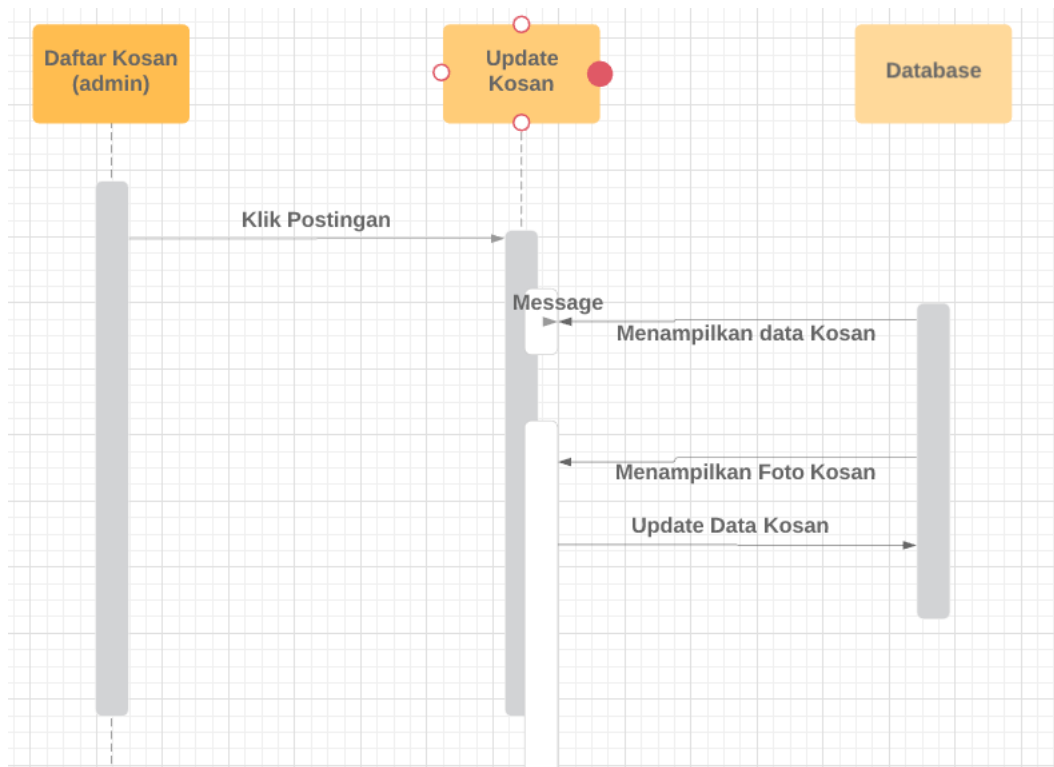 Daftar Kosan
(admin)
Update
Kosan
Database
Klik Postingan
Message
Menampilkan data Kosan
Menampilkan Foto Kosan
Update Data Kosan